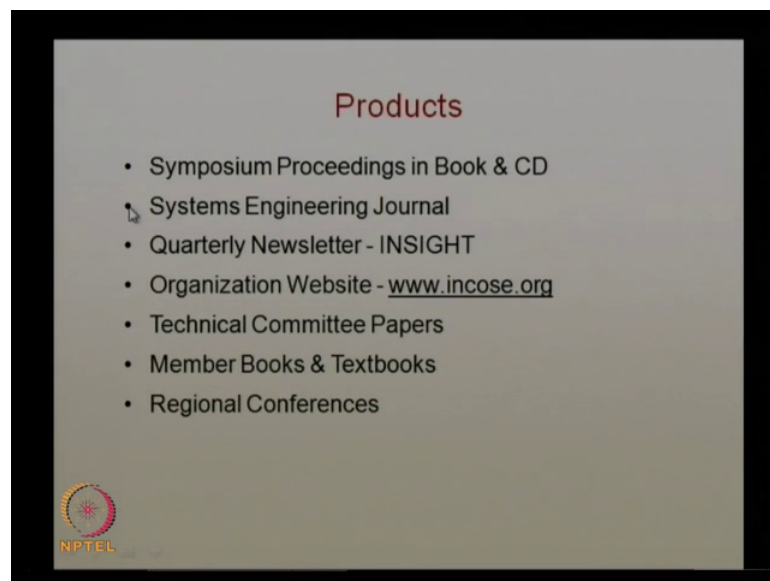 Products
• Symposium Proceedings in Book & CD
• Systems Engineering Journal
• Quarterly Newsletter - INSIGHT
• Organization Website - www.incose.org
• Technical Committee Papers
• Member Books & Textbooks
• Regional Conferences
NPTEL